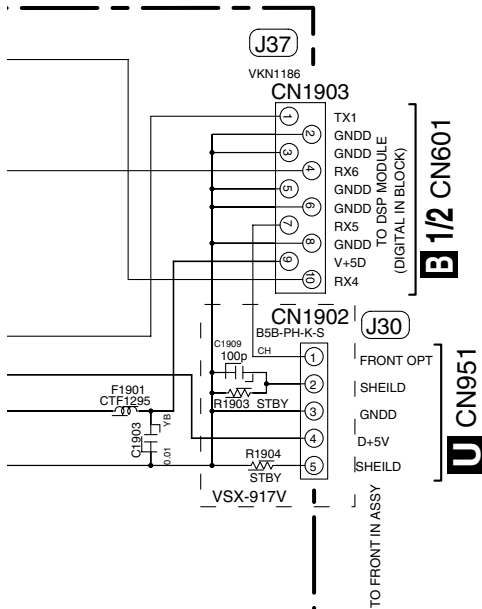 J37
VKN1186
CN1903
1 TX1
2 GNDD
3 GNDD
4 RX6
5 GNDD
6 GNDD
7 RX5
8 GNDD
9 V+5D
10 RX4
TO DSP MODULE
(DIGITAL IN BLOCK)
B 1/2 CN601
CN1902
B5B-PH-K-S
J30
C1909
100p
CH
1 FRONT OPT
2 SHEILD
3 GNDD
4 D+5V
5 SHEILD
R1903 STBY
F1901
CTF1295
C1903
YB
0.01
R1904
STBY
VSX-917V
U CN951
TO FRONT IN ASSY